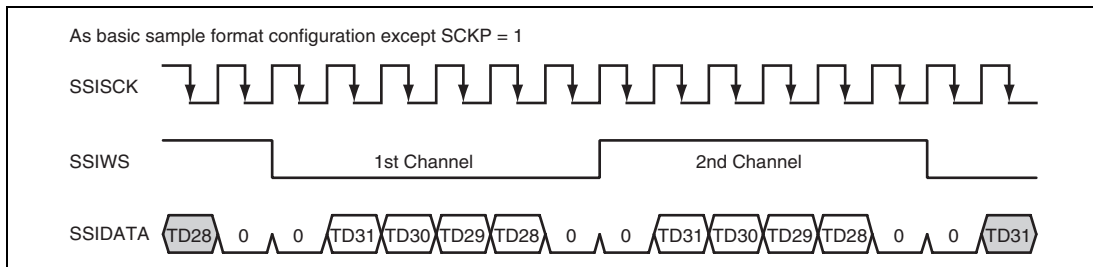 As basic sample format configuration except SCKP = 1
SSISCK
SSIWS 1st Channel 2nd Channel
SSIDATA TD28 0 0 TD31 TD30 TD29 TD28 0 0 TD31 TD30 TD29 TD28 0 0 TD31